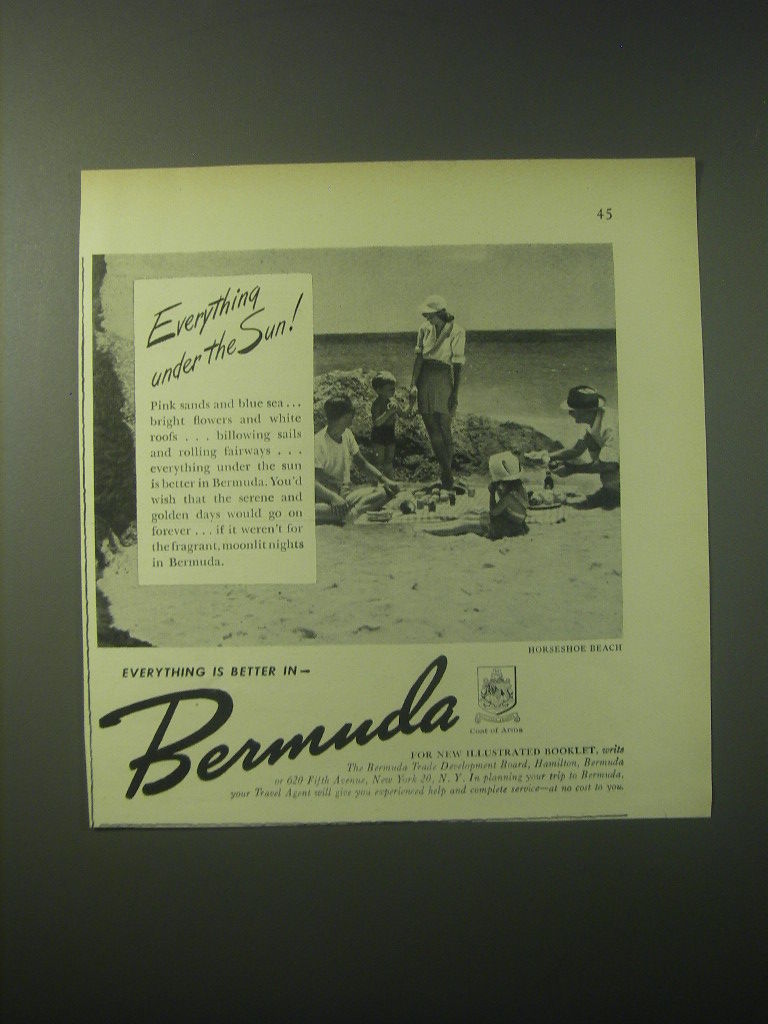 45
Everything
under the Sun!
Pink sands and blue sea...
bright flowers and white
roofs . . . billowing sails
and rolling fairways . . .
everything under the sun
is better in Bermuda. You'd
wish that the serene and
golden days would go on
forever . . . if it weren't for
the fragrant, moonlit nights
in Bermuda.
HORSESHOE BEACH
EVERYTHING IS BETTER IN—
Bermuda
Coat of Arms
FOR NEW ILLUSTRATED BOOKLET, write
The Bermuda Trade Development Board, Hamilton, Bermuda
or 620 Fifth Avenue, New York 20, N. Y. In planning your trip to Bermuda,
your Travel Agent will give you experienced help and complete service—at no cost to you.